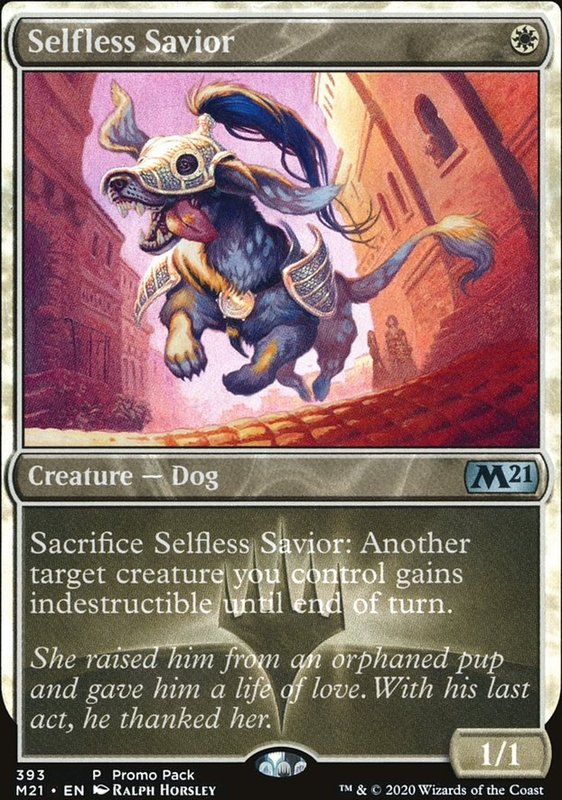 Selfless Savior
Creature — Dog
M21
Sacrifice Selfless Savior: Another
target creature you control gains
indestructible until end of turn.
She raised him from an orphaned pup
and gave him a life of love. With his last
act, he thanked her.
1/1
393 P Promo Pack
M21 • EN RALPH HORSLEY
™ & © 2020 Wizards of the Coast